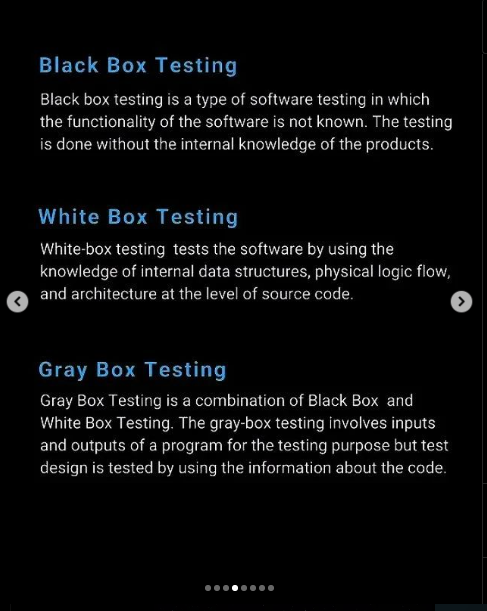 Black Box Testing
Black box testing is a type of software testing in which
the functionality of the software is not known. The testing
is done without the internal knowledge of the products.
White Box Testing
White-box testing tests the software by using the
knowledge of internal data structures, physical logic flow,
and architecture at the level of source code.
Gray Box Testing
Gray Box Testing is a combination of Black Box and
White Box Testing. The gray-box testing involves inputs
and outputs of a program for the testing purpose but test
design is tested by using the information about the code.